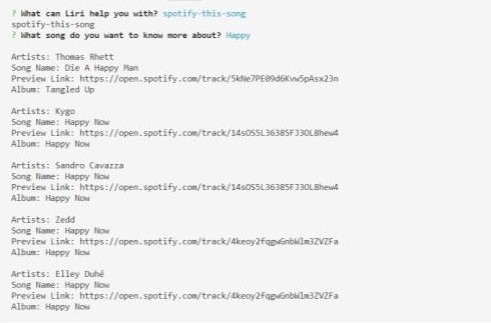 ? What can Liri help you with? spotify-this-song
spotify-this-song
? What song do you want to know more about? Happy
Artists: Thomas Rhett
Song Name: Die A Happy Man
Preview Link: https://open.spotify.com/track/5kNe7PE09d6Kvw5pAsx23n
Album: Tangled Up
Artists: Kygo
Song Name: Happy Now
Preview Link: https://open.spotify.com/track/14sOS5L36385FJ3OL8hew4
Album: Happy Now
Artists: Sandro Cavazza
Song Name: Happy Now
Preview Link: https://open.spotify.com/track/14sOS5L36385FJ3OL8hew4
Album: Happy Now
Artists: Zedd
Song Name: Happy Now
Preview Link: https://open.spotify.com/track/4keoy2fqgwGnbWlm3ZVZFa
Album: Happy Now
Artists: Elley Duhé
Song Name: Happy Now
Preview Link: https://open.spotify.com/track/4keoy2fqgwGnbWlm3ZVZFa
Album: Happy Now